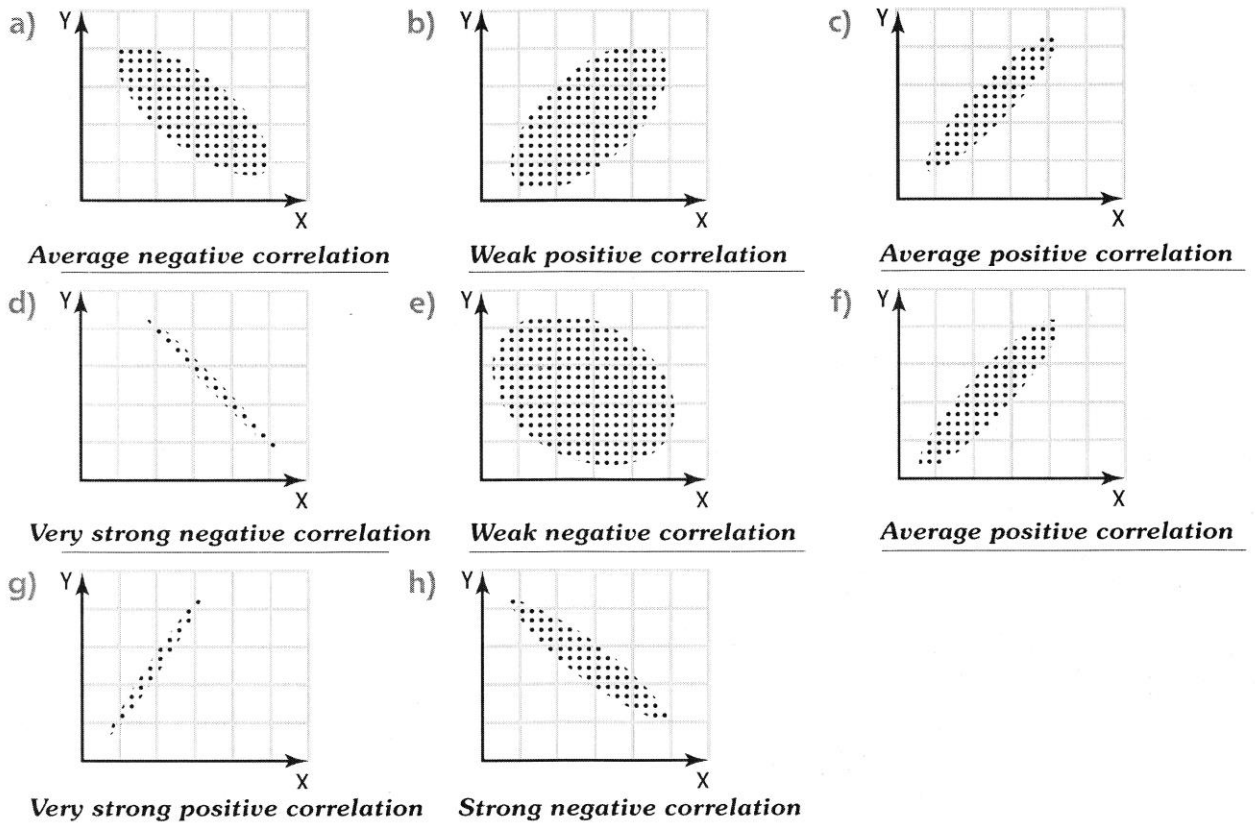 a) Y b) Y c) Y
X X X
Average negative correlation Weak positive correlation Average positive correlation
d) Y e) Y f) Y
X X X
Very strong negative correlation Weak negative correlation Average positive correlation
g) Y h) Y
X X
Very strong positive correlation Strong negative correlation